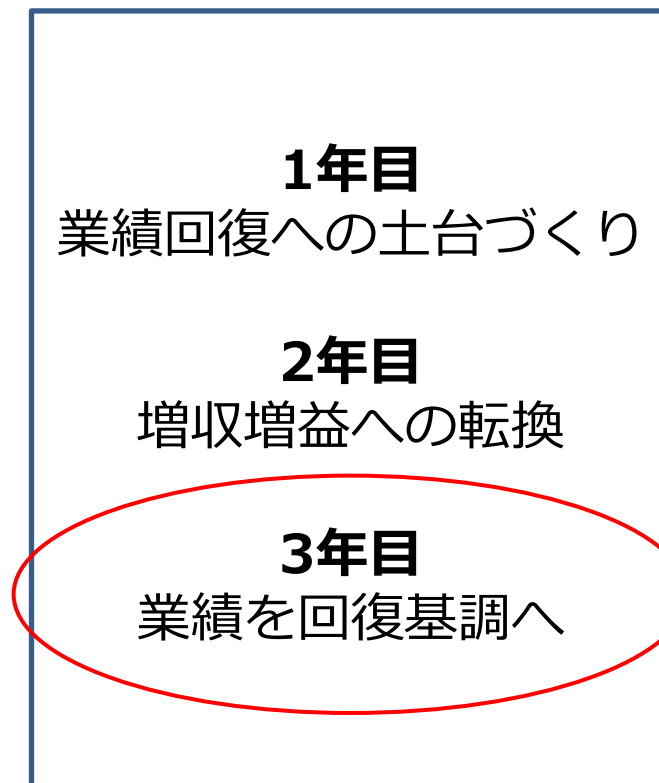 1年目
業績回復への土台づくり
2年目
増収増益への転換
3年目
業績を回復基調へ